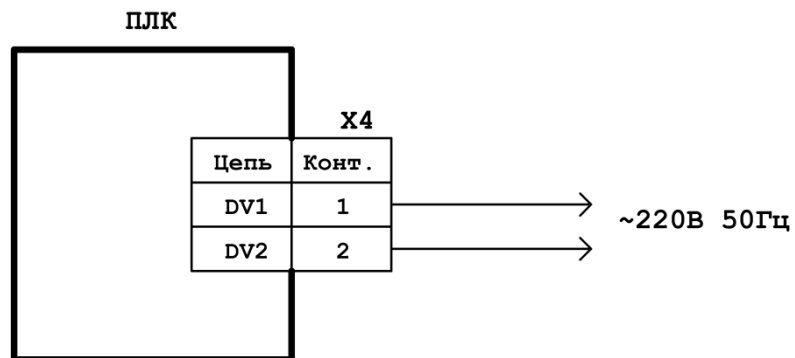 ПЛК
X4
Цепь Конт.
DV1 1
DV2 2
~220В 50Гц